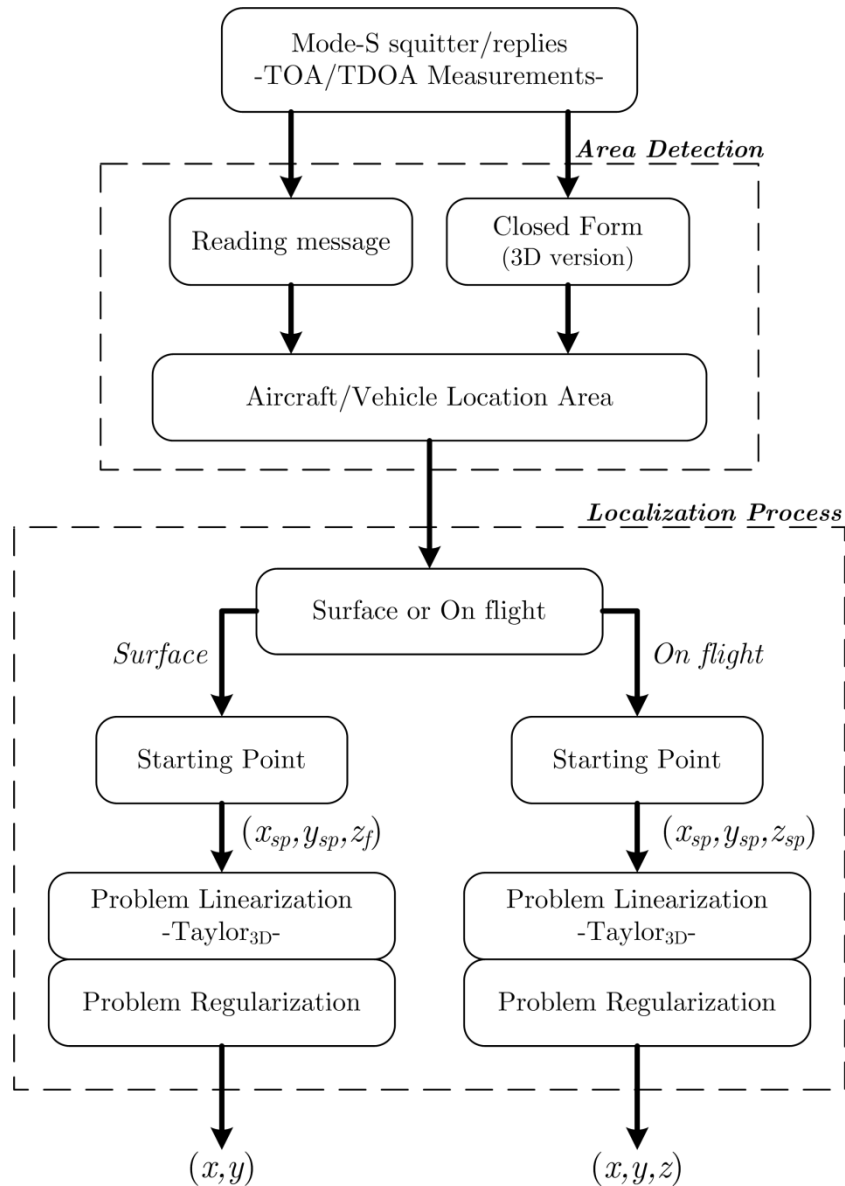 Mode-S squitter/replies
-TOA/TDOA Measurements-
Area Detection
Reading message
Closed Form
(3D version)
Aircraft/Vehicle Location Area
Localization Process
Surface or On flight
Surface
On flight
Starting Point
Starting Point
(x_sp,y_sp,z_f)
(x_sp,y_sp,z_sp)
Problem Linearization
-Taylor3D-
Problem Linearization
-Taylor3D-
Problem Regularization
Problem Regularization
(x,y)
(x,y,z)